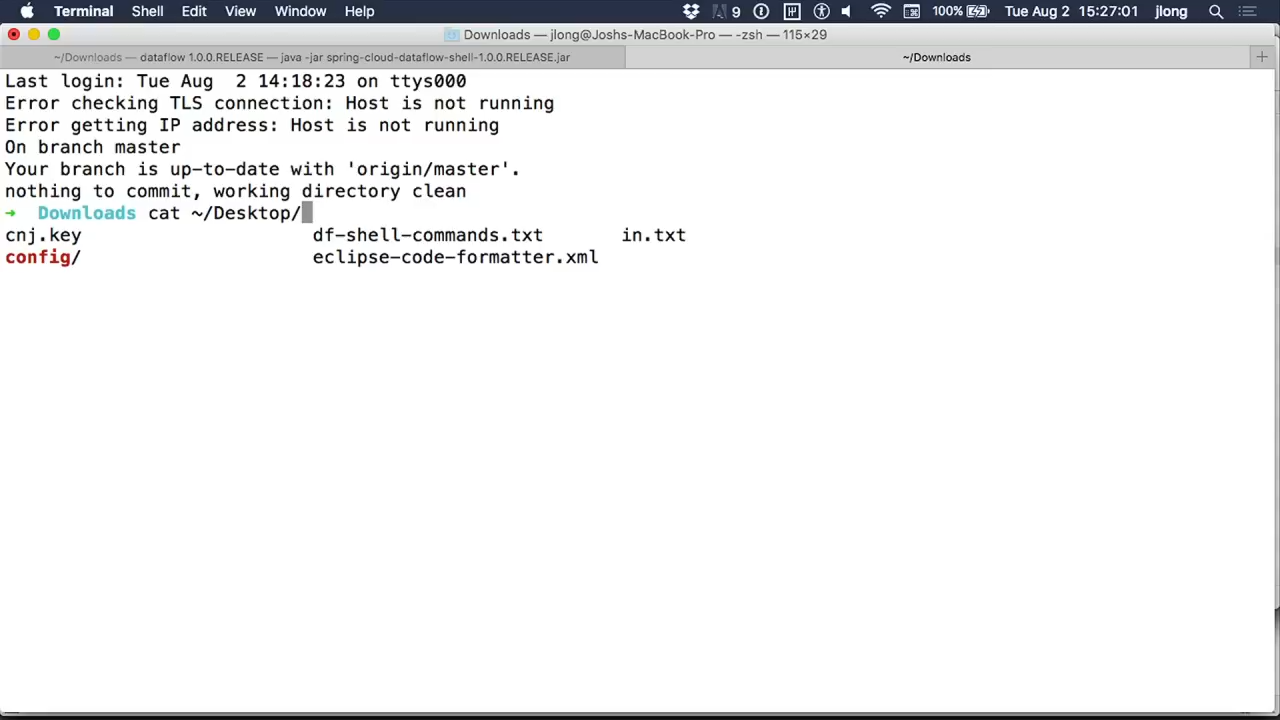 Terminal Shell Edit View Window Help 9 100% Tue Aug 2 15:27:01 jlong
Downloads — jlong@Joshs-MacBook-Pro — -zsh — 115×29
~/Downloads — dataflow 1.0.0.RELEASE — java -jar spring-cloud-dataflow-shell-1.0.0.RELEASE.jar ~/Downloads
Last login: Tue Aug  2 14:18:23 on ttys000
Error checking TLS connection: Host is not running
Error getting IP address: Host is not running
On branch master
Your branch is up-to-date with 'origin/master'.
nothing to commit, working directory clean
➜  Downloads cat ~/Desktop/
cnj.key df-shell-commands.txt in.txt
config/ eclipse-code-formatter.xml